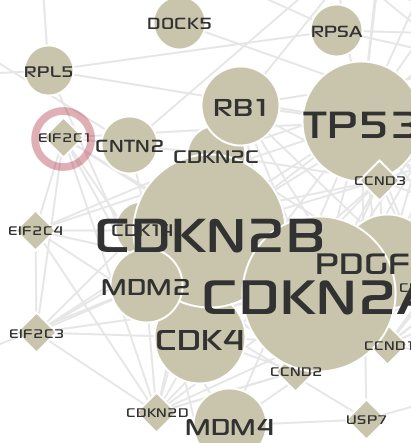 DOCK5
RPSA
RPL5
RB1
TP53
EIF2C1
CNTN2
CDKN2C
CCND3
EIF2C4
CDK14
CDKN2B
PDGF
MDM2
CDKN2A
EIF2C3
CDK4
CCND1
CCND2
CDKN2D
MDM4
USP7